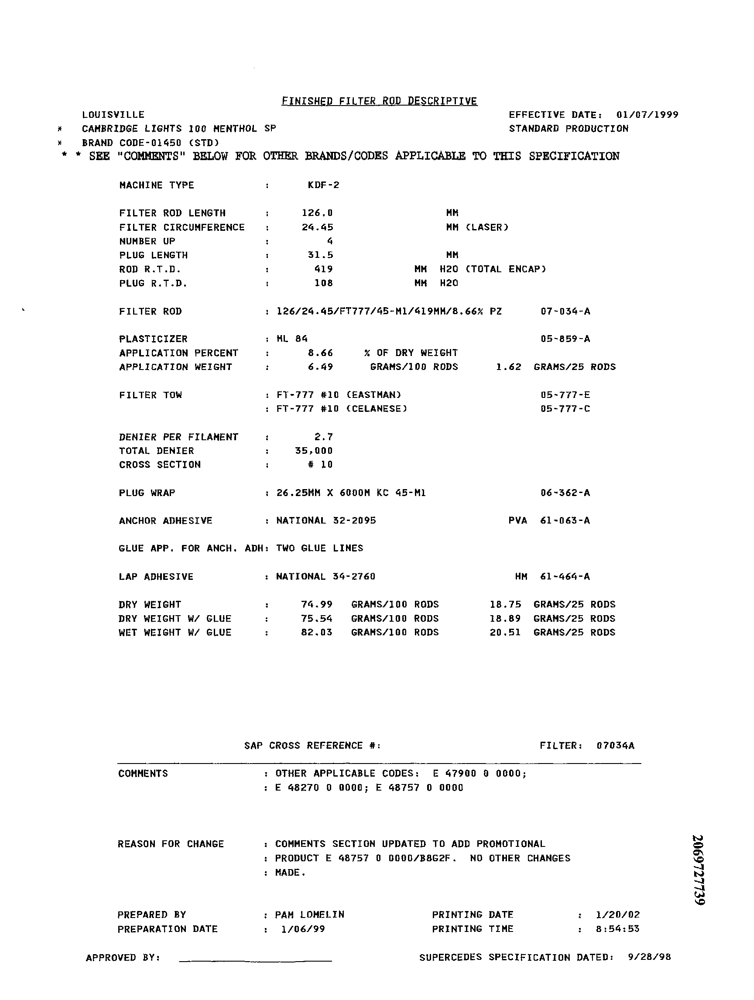 FINISHED FILTER ROD DESCRIPTIVE
LOUISVILLE EFFECTIVE DATE: 01/07/1999
* CAMBRIDGE LIGHTS 100 MENTHOL SP STANDARD PRODUCTION
* BRAND CODE-01450 (STD)
* * SEE "COMMENTS" BELOW FOR OTHER BRANDS/CODES APPLICABLE TO THIS SPECIFICATION
MACHINE TYPE : KDF-2
FILTER ROD LENGTH : 126.0 MM
FILTER CIRCUMFERENCE : 24.45 MM (LASER)
NUMBER UP : 4
PLUG LENGTH : 31.5 MM
ROD R.T.D. : 419 MM H2O (TOTAL ENCAP)
PLUG R.T.D. : 108 MM H2O
FILTER ROD : 126/24.45/FT777/45-M1/419MM/8.66% PZ 07-034-A
PLASTICIZER : ML 84 05-859-A
APPLICATION PERCENT : 8.66 % OF DRY WEIGHT
APPLICATION WEIGHT : 6.49 GRAMS/100 RODS 1.62 GRAMS/25 RODS
FILTER TOW : FT-777 #10 (EASTMAN) 05-777-E
: FT-777 #10 (CELANESE) 05-777-C
DENIER PER FILAMENT : 2.7
TOTAL DENIER : 35,000
CROSS SECTION : # 10
PLUG WRAP : 26.25MM X 6000M KC 45-M1 06-362-A
ANCHOR ADHESIVE : NATIONAL 32-2095 PVA 61-063-A
GLUE APP. FOR ANCH. ADH: TWO GLUE LINES
LAP ADHESIVE : NATIONAL 34-2760 HM 61-464-A
DRY WEIGHT : 74.99 GRAMS/100 RODS 18.75 GRAMS/25 RODS
DRY WEIGHT W/ GLUE : 75.54 GRAMS/100 RODS 18.89 GRAMS/25 RODS
WET WEIGHT W/ GLUE : 82.03 GRAMS/100 RODS 20.51 GRAMS/25 RODS
SAP CROSS REFERENCE #: FILTER: 07034A
COMMENTS : OTHER APPLICABLE CODES: E 47900 0 0000;
: E 48270 0 0000; E 48757 0 0000
REASON FOR CHANGE : COMMENTS SECTION UPDATED TO ADD PROMOTIONAL
: PRODUCT E 48757 0 0000/B8G2F. NO OTHER CHANGES
: MADE.
PREPARED BY : PAM LOMELIN PRINTING DATE : 1/20/02
PREPARATION DATE : 1/06/99 PRINTING TIME : 8:54:53
APPROVED BY: SUPERCEDES SPECIFICATION DATED: 9/28/98
2069727739